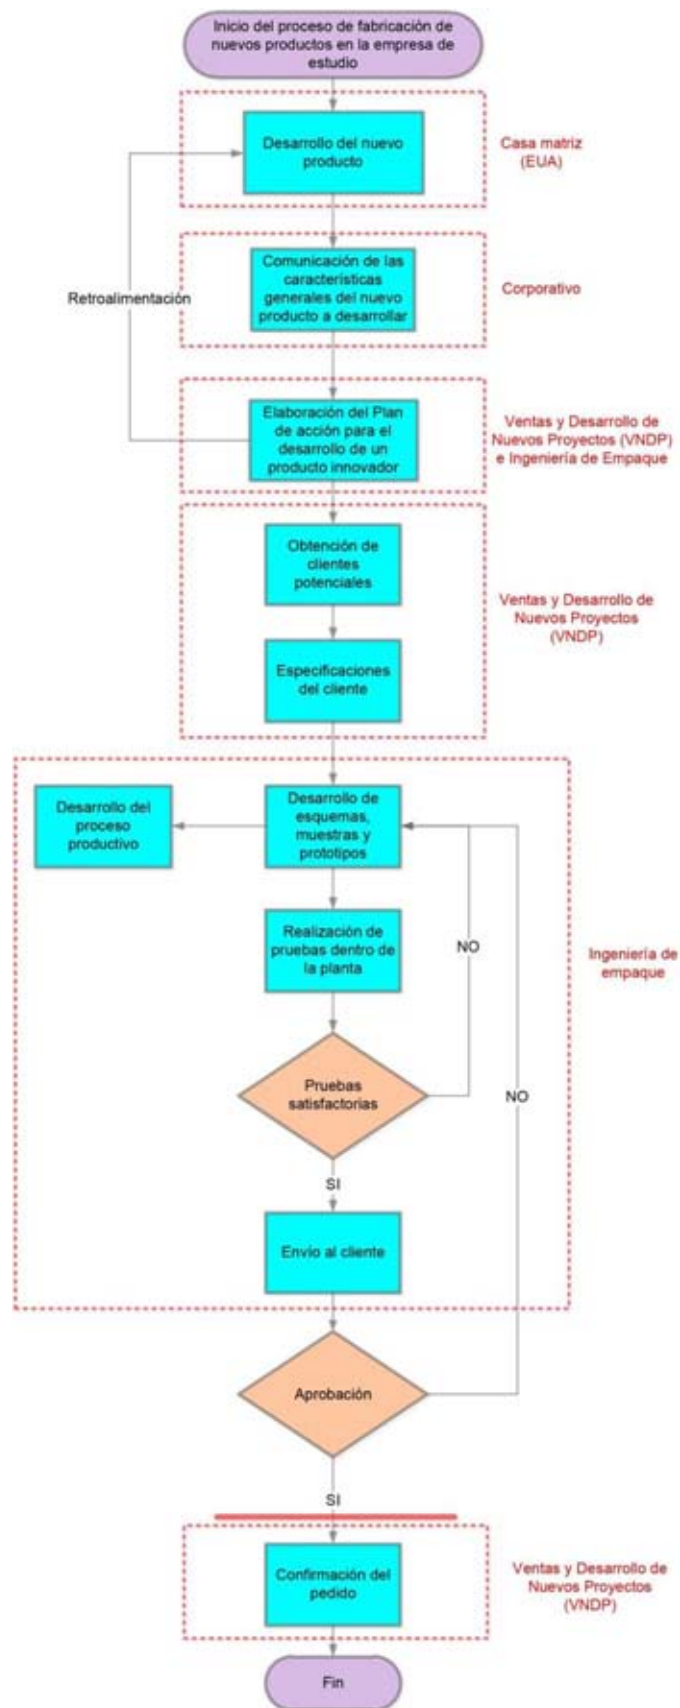 Inicio del proceso de fabricación de
nuevos productos en la empresa de
estudio
Desarrollo del nuevo
producto
Casa matriz
(EUA)
Comunicación de las
características
generales del nuevo
producto a desarrollar
Corporativo
Retroalimentación
Elaboración del Plan
de acción para el
desarrollo de un
producto innovador
Ventas y Desarrollo de
Nuevos Proyectos (VNDP)
e Ingeniería de Empaque
Obtención de
clientes
potenciales
Ventas y Desarrollo de
Nuevos Proyectos
(VNDP)
Especificaciones
del cliente
Desarrollo del
proceso
productivo
Desarrollo de
esquemas,
muestras y
prototipos
Realización de
pruebas dentro de
la planta
NO
Ingeniería de
empaque
Pruebas
satisfactorias
NO
SI
Envío al cliente
Aprobación
SI
Confirmación del
pedido
Ventas y Desarrollo de
Nuevos Proyectos
(VNDP)
Fin